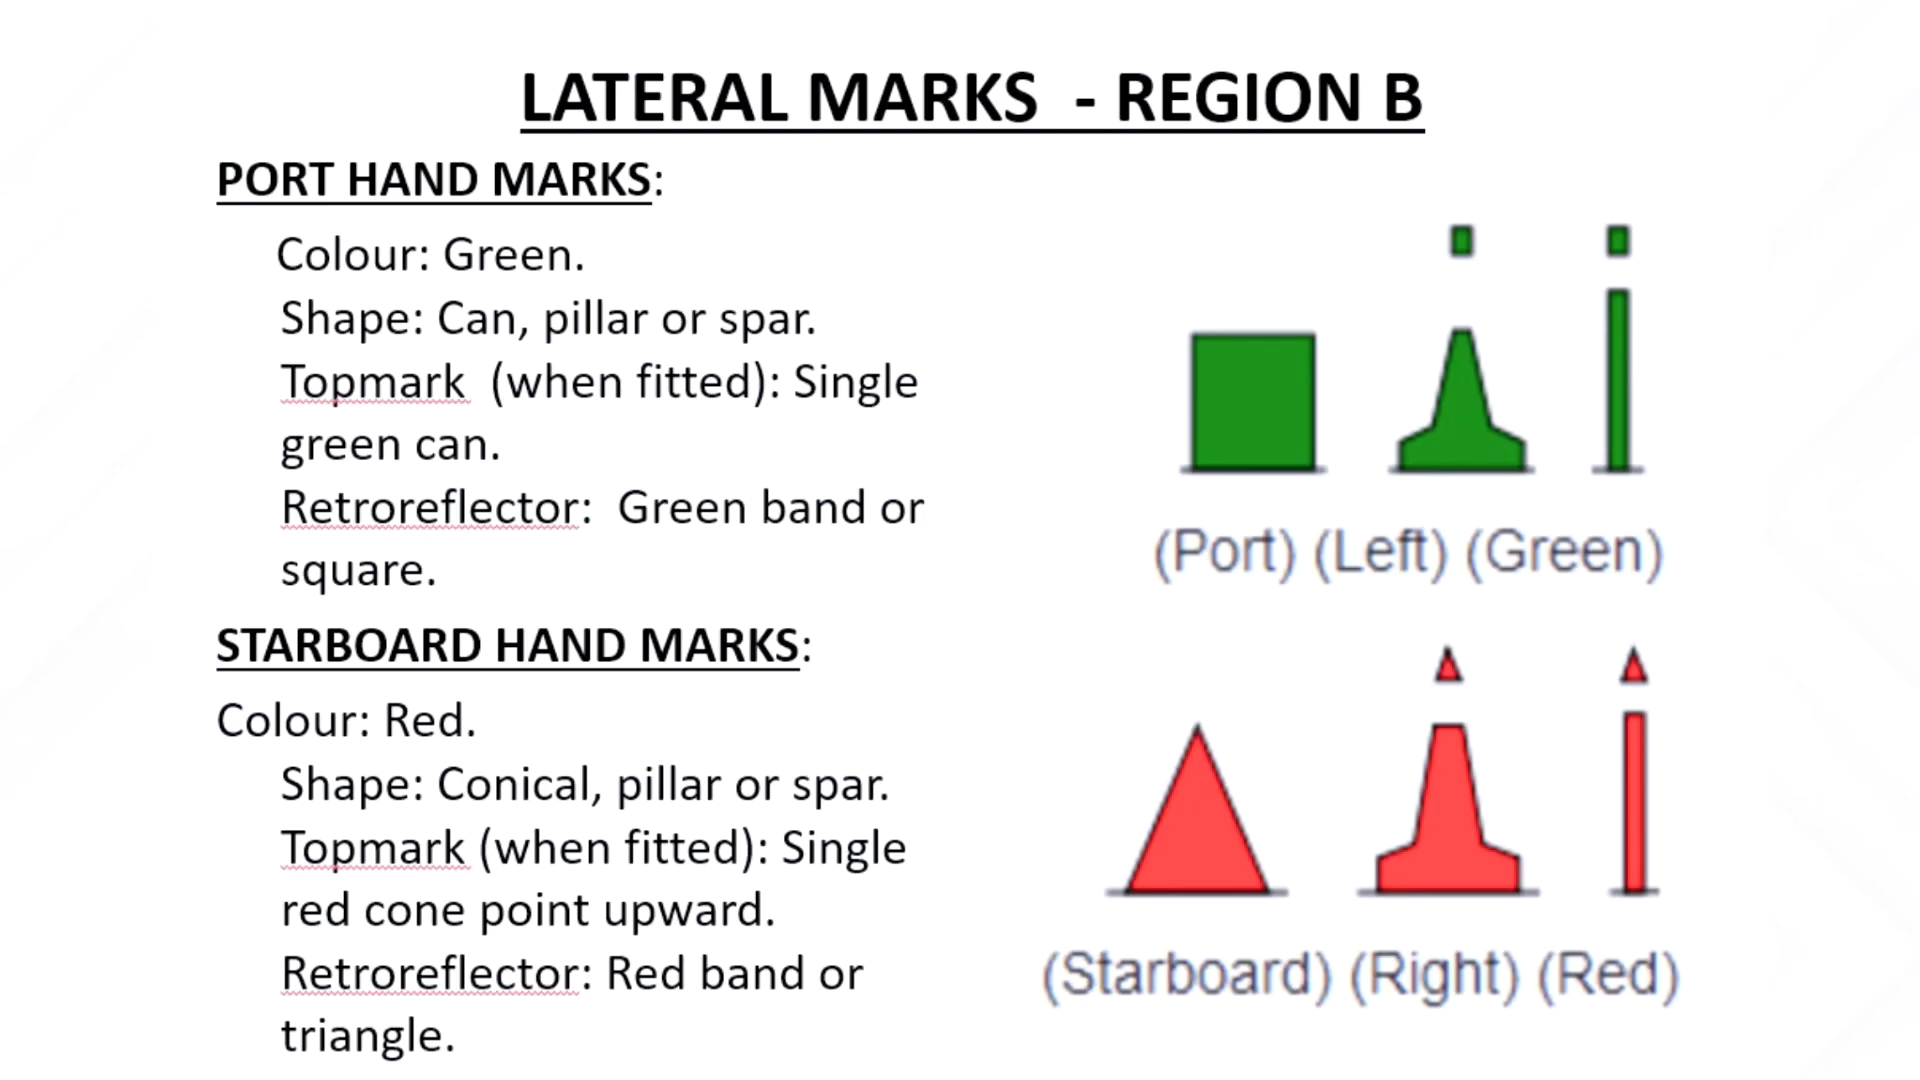 LATERAL MARKS  - REGION B
PORT HAND MARKS:
Colour: Green.
Shape: Can, pillar or spar.
Topmark  (when fitted): Single
green can.
Retroreflector:  Green band or
square.
(Port) (Left) (Green)
STARBOARD HAND MARKS:
Colour: Red.
Shape: Conical, pillar or spar.
Topmark (when fitted): Single
red cone point upward.
Retroreflector: Red band or
triangle.
(Starboard) (Right) (Red)